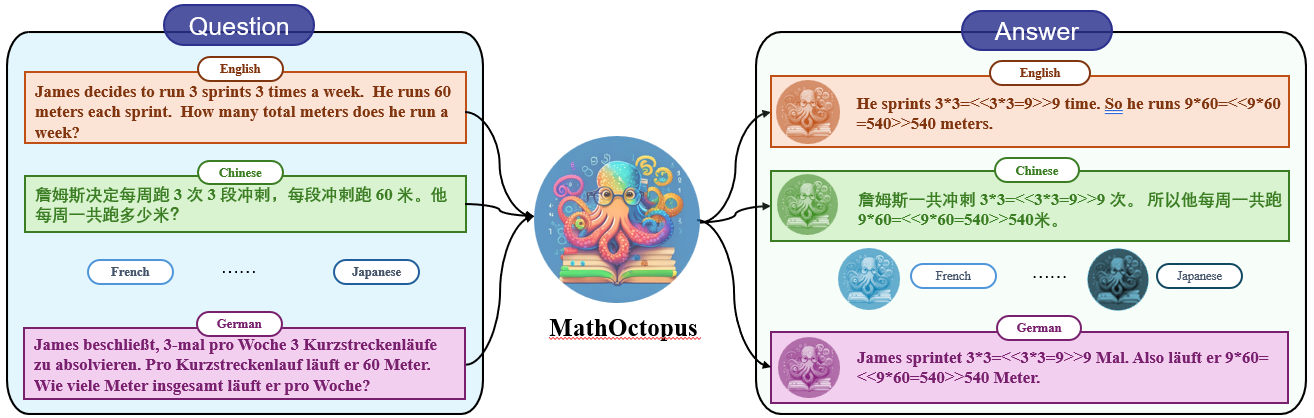 Question
English
James decides to run 3 sprints 3 times a week. He runs 60
meters each sprint. How many total meters does he run a
week?
Chinese
詹姆斯决定每周跑 3 次 3 段冲刺，每段冲刺跑 60 米。他
每周一共跑多少米?
French
······
Japanese
German
James beschließt, 3-mal pro Woche 3 Kurzstreckenläufe
zu absolvieren. Pro Kurzstreckenlauf läuft er 60 Meter.
Wie viele Meter insgesamt läuft er pro Woche?
MathOctopus
Answer
English
He sprints 3*3=<<3*3=9>>9 time. So he runs 9*60=<<9*60
=540>>540 meters.
Chinese
詹姆斯一共冲刺 3*3=<<3*3=9>>9 次。 所以他每周一共跑
9*60=<<9*60=540>>540米。
French
······
Japanese
German
James sprintet 3*3=<<3*3=9>>9 Mal. Also läuft er 9*60=
<<9*60=540>>540 Meter.